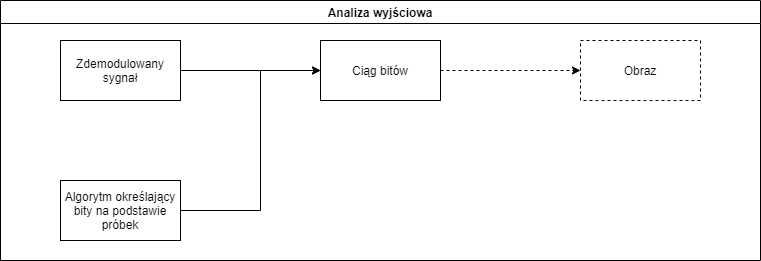 Analiza wyjściowa
Zdemodulowany
sygnał
Ciąg bitów
Obraz
Algorytm określający
bity na podstawie
próbek